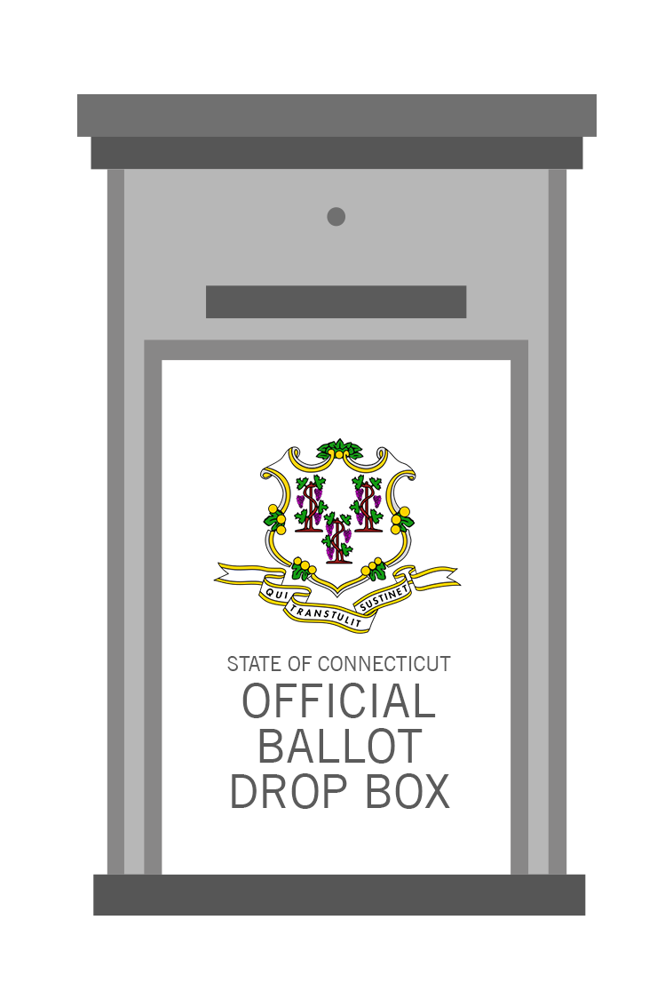 QUI TRANSTULIT SUSTINET
STATE OF CONNECTICUT
OFFICIAL
BALLOT
DROP BOX